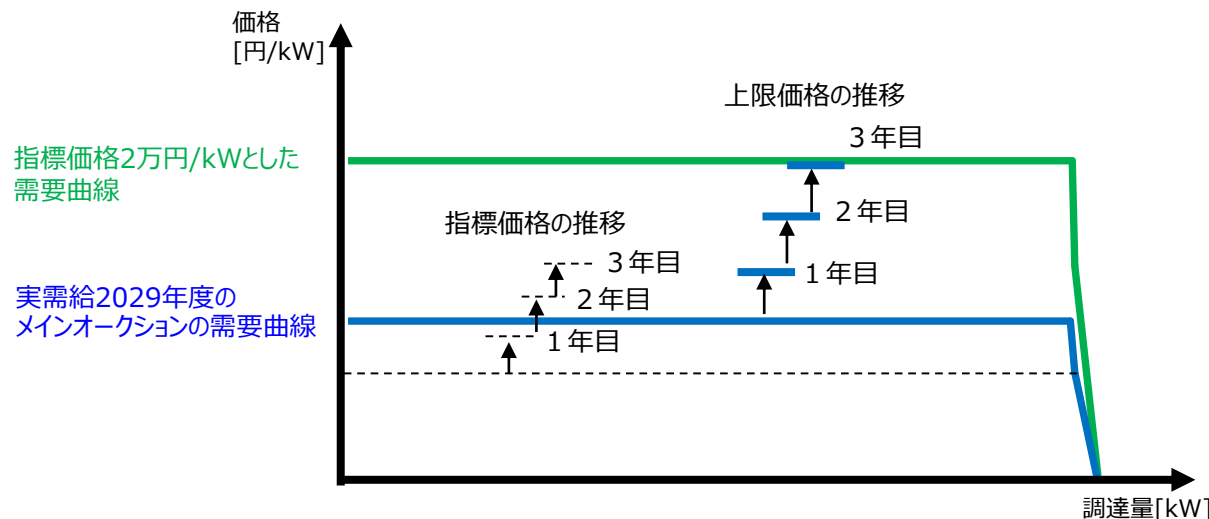 価格
[円/kW]
上限価格の推移
３年目
指標価格2万円/kWとした
需要曲線
２年目
指標価格の推移
３年目
１年目
２年目
実需給2029年度の
メインオークションの需要曲線
１年目
調達量[kW]